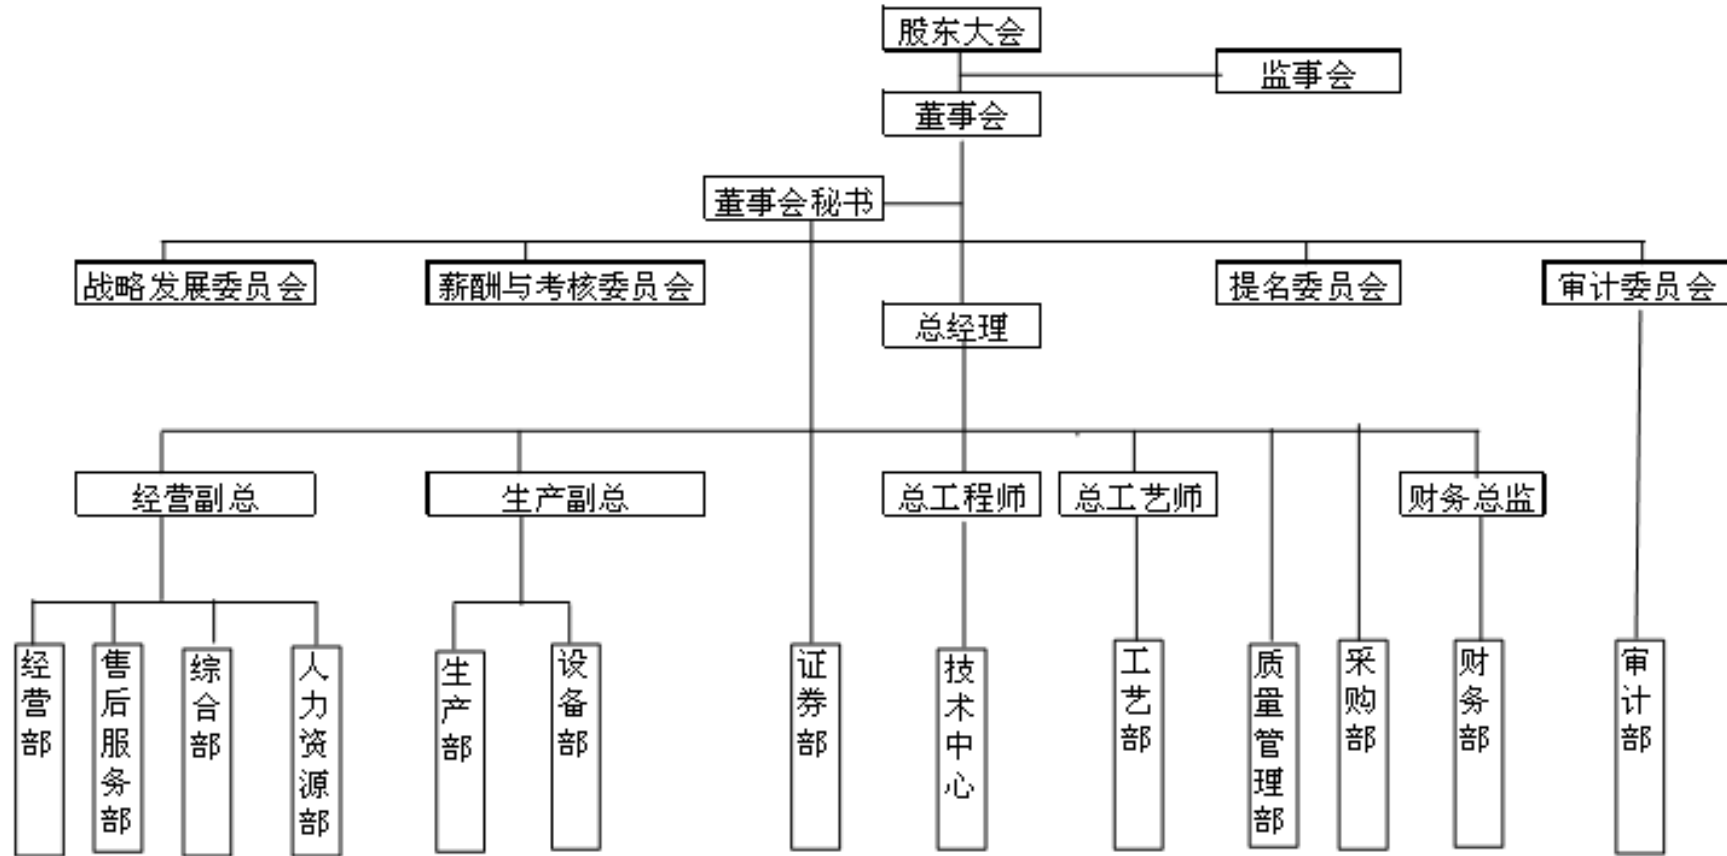 股东大会
监事会
董事会
董事会秘书
战略发展委员会
薪酬与考核委员会
提名委员会
审计委员会
总经理
经营副总
生产副总
总工程师
总工艺师
财务总监
经营部
售后服务部
综合部
人力资源部
生产部
设备部
证券部
技术中心
工艺部
质量管理部
采购部
财务部
审计部